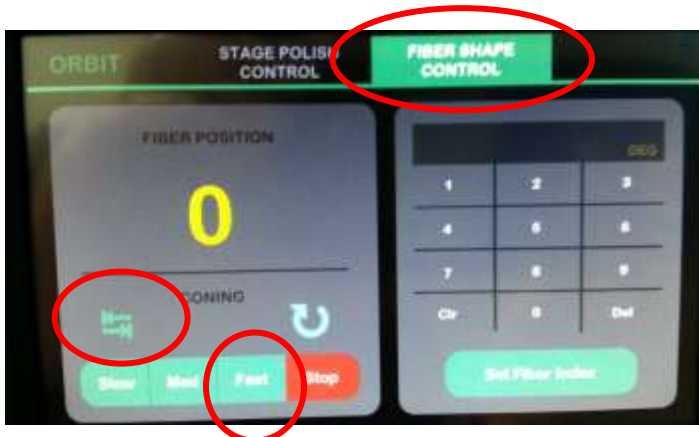 ORBIT
STAGE POLISH
CONTROL
FIBER SHAPE
CONTROL
FIBER POSITION
0
CONING
Slow Med Fast Stop
DEG
1 2 3
4 5 6
7 8 9
Clr 0 Del
Set Fiber Index